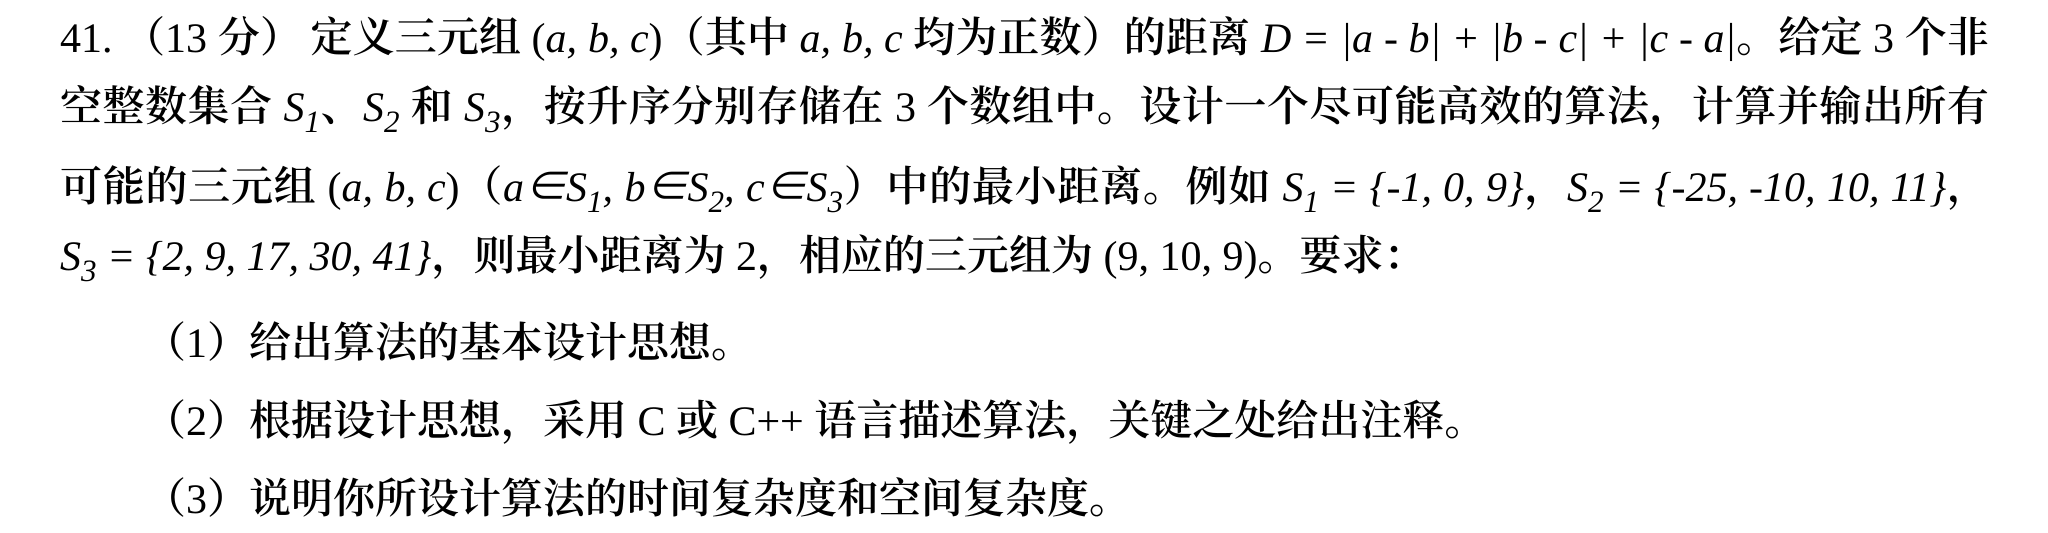 41. （13 分） 定义三元组 (a, b, c)（其中 a, b, c 均为正数）的距离 D = |a - b| + |b - c| + |c - a|。给定 3 个非
空整数集合 S₁、S₂ 和 S₃，按升序分别存储在 3 个数组中。设计一个尽可能高效的算法，计算并输出所有
可能的三元组 (a, b, c)（a∈S₁, b∈S₂, c∈S₃）中的最小距离。例如 S₁ = {-1, 0, 9}，S₂ = {-25, -10, 10, 11}，
S₃ = {2, 9, 17, 30, 41}，则最小距离为 2，相应的三元组为 (9, 10, 9)。要求：
（1）给出算法的基本设计思想。
（2）根据设计思想，采用 C 或 C++ 语言描述算法，关键之处给出注释。
（3）说明你所设计算法的时间复杂度和空间复杂度。